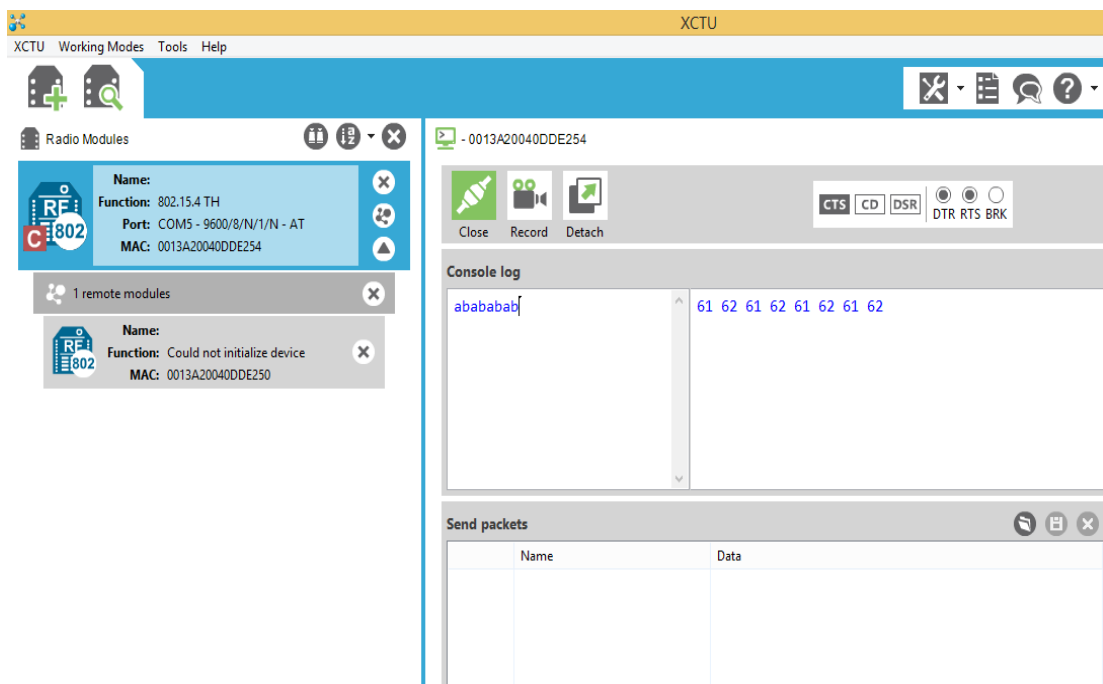 XCTU
XCTU Working Modes Tools Help
Radio Modules
Name:
Function: 802.15.4 TH
Port: COM5 - 9600/8/N/1/N - AT
MAC: 0013A20040DDE254
RF
802
C
1 remote modules
Name:
Function: Could not initialize device
MAC: 0013A20040DDE250
RF
802
- 0013A20040DDE254
Close Record Detach
CTS CD DSR DTR RTS BRK
Console log
abababab
61 62 61 62 61 62 61 62
Send packets
Name Data